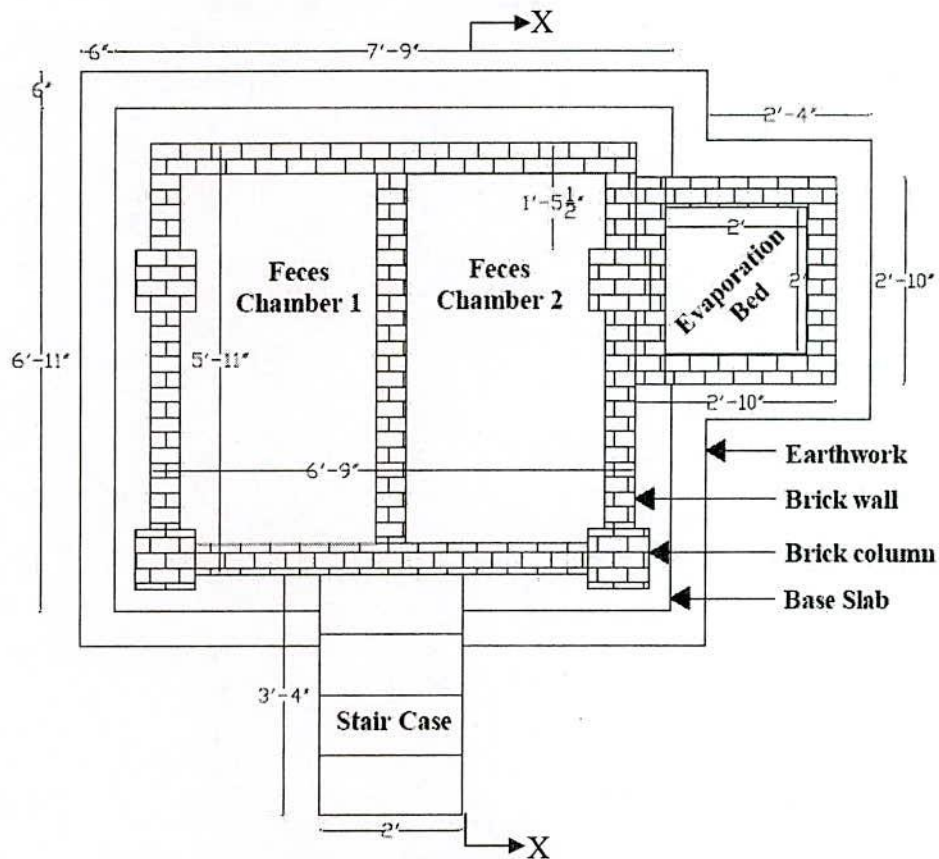 X
6"
7'-9"
6"
2'-4"
1'-5½"
2'
Feces
Chamber 1
Feces
Chamber 2
Evaporation
Bed
2'
2'-10"
6'-11"
5'-11"
2'-10"
Earthwork
6'-9"
Brick wall
Brick column
Base Slab
3'-4"
Stair Case
2'
X